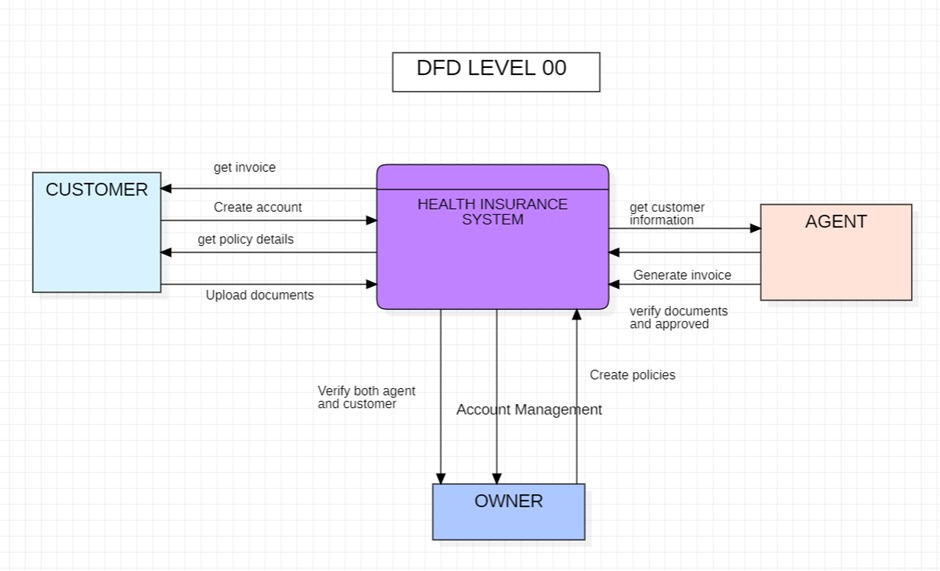 DFD LEVEL 00
get invoice
CUSTOMER
Create account
get policy details
Upload documents
HEALTH INSURANCE
SYSTEM
get customer
information
AGENT
Generate invoice
verify documents
and approved
Verify both agent
and customer
Account Management
Create policies
OWNER